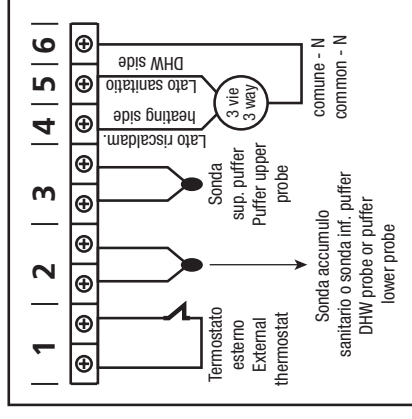 1
2
3
4
5
6
Termostato
esterno
External
thermostat
Sonda accumulo
sanitario o sonda inf. puffer
DHW probe or puffer
lower probe
Sonda
sup. puffer
Puffer upper
probe
Lato riscaldam.
heating side
Lato sanitatio
DHW side
3 vie
3 way
comune - N
common - N